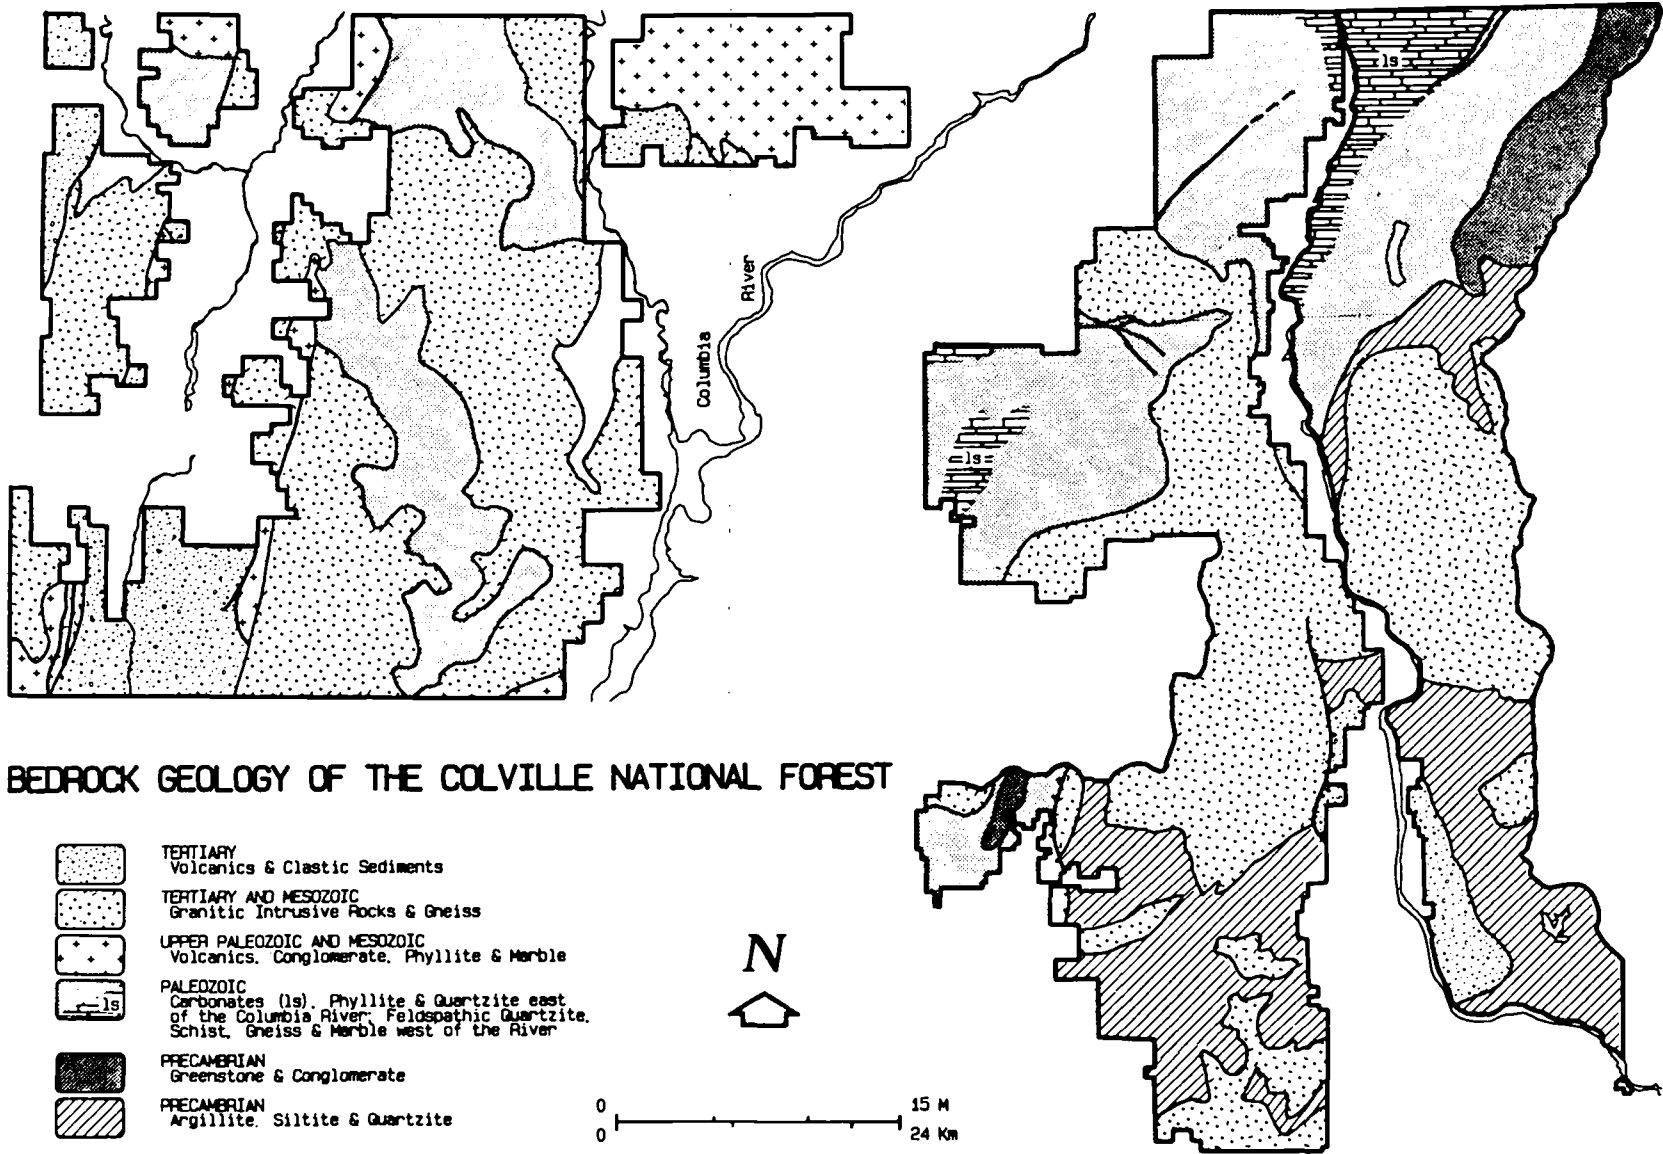 ls
River
Columbia
ls
BEDROCK GEOLOGY OF THE COLVILLE NATIONAL FOREST
TERTIARY
Volcanics & Clastic Sediments
TERTIARY AND MESOZOIC
Granitic Intrusive Rocks & Gneiss
UPPER PALEOZOIC AND MESOZOIC
Volcanics, Conglomerate, Phyllite & Marble
ls
PALEOZOIC
Carbonates (ls), Phyllite & Quartzite east
of the Columbia River; Feldspathic Quartzite,
Schist, Gneiss & Marble west of the River
PRECAMBRIAN
Greenstone & Conglomerate
PRECAMBRIAN
Argillite, Siltite & Quartzite
N
0 15 M
0 24 Km